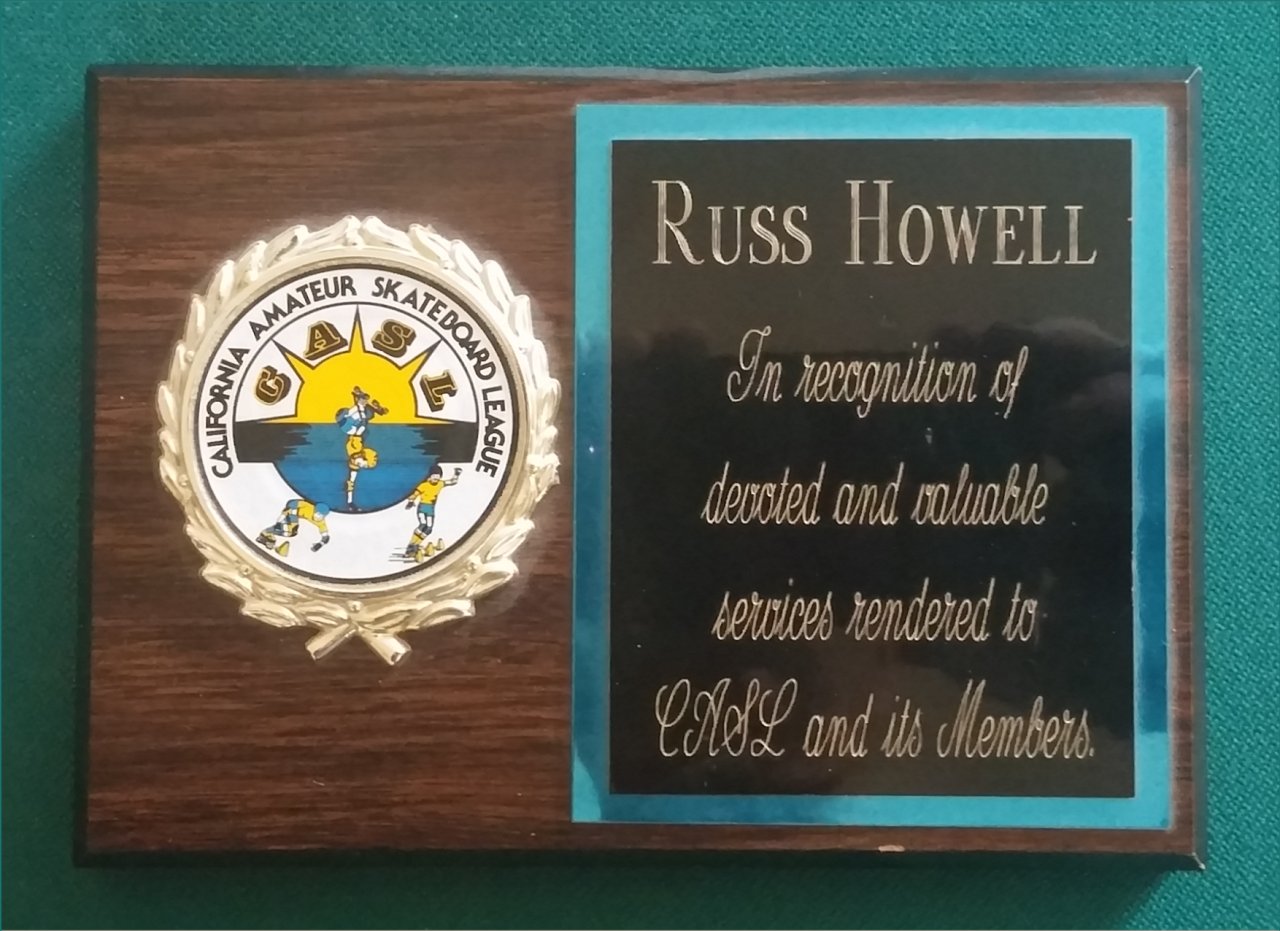 CALIFORNIA AMATEUR SKATEBOARD LEAGUE
CASL
RUSS HOWELL
In recognition of
devoted and valuable
services rendered to
CASL and its Members.